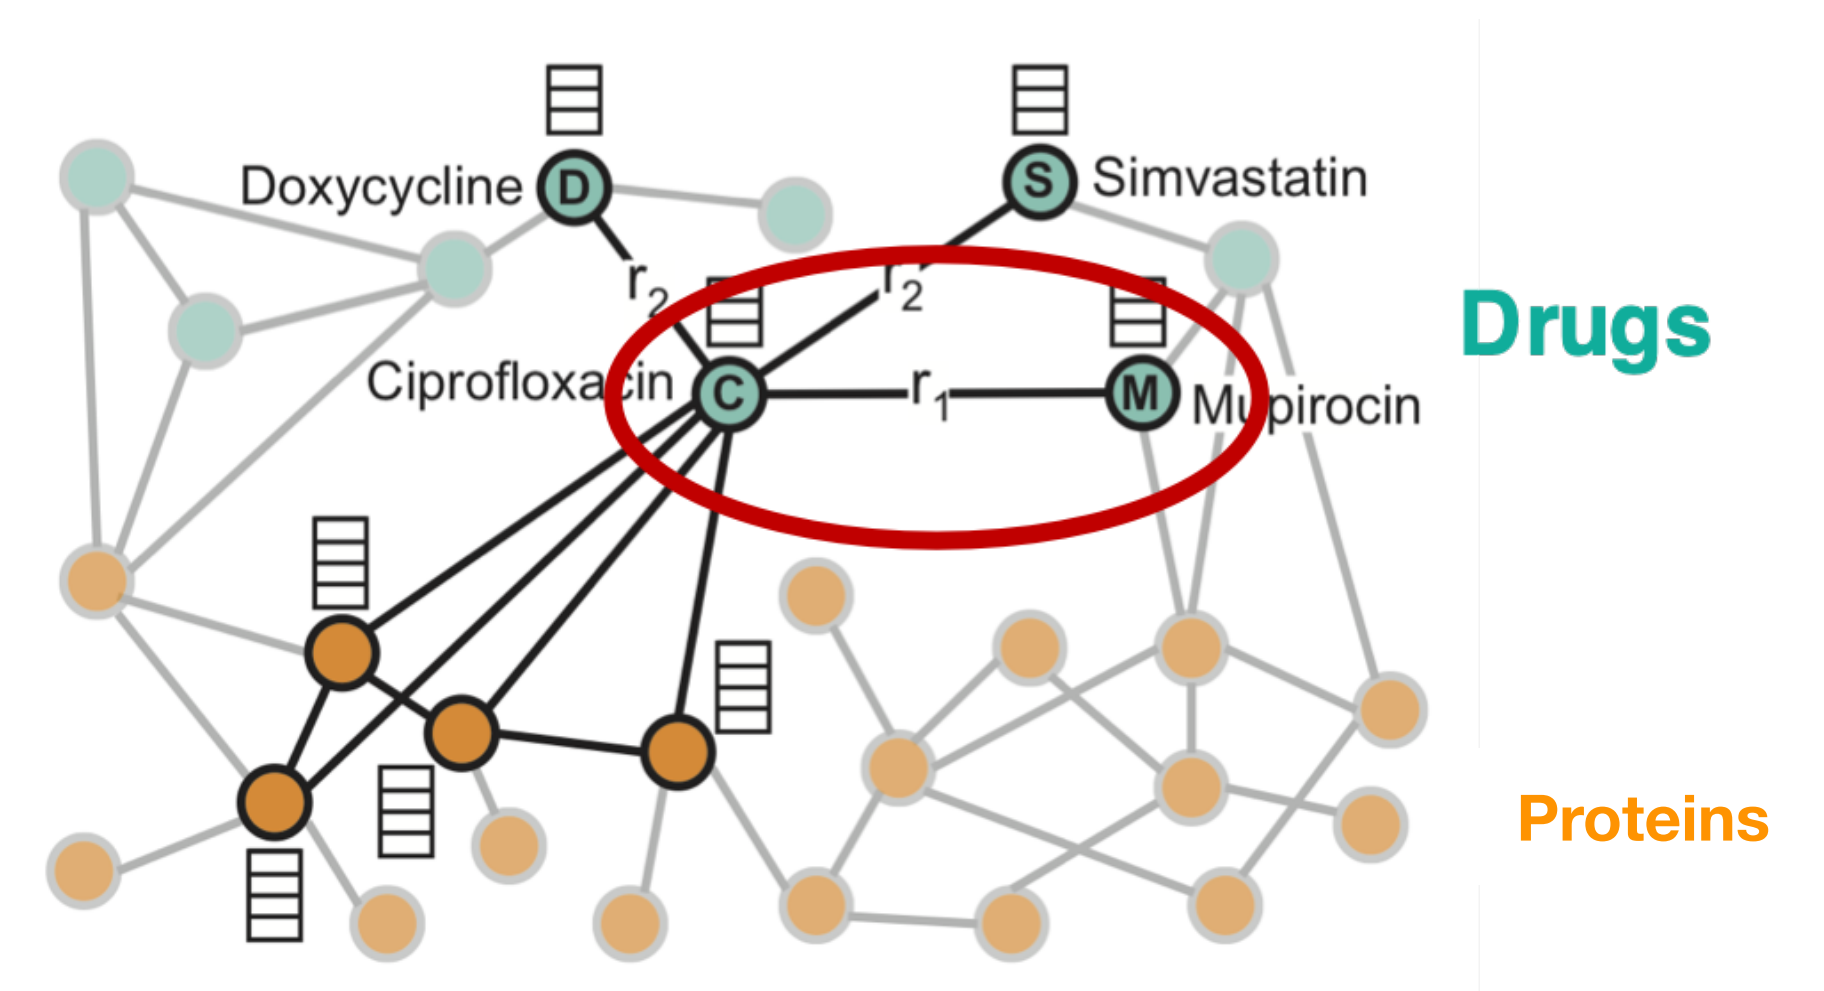 Doxycycline
D
S
Simvastatin
r2
r2
Ciprofloxacin
C
r1
M
Mupirocin
Drugs
Proteins